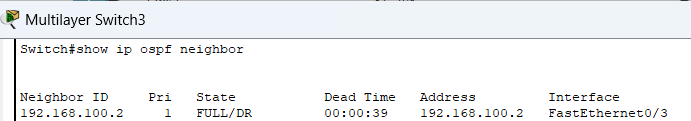 Multilayer Switch3
Switch#show ip ospf neighbor
Neighbor ID Pri State Dead Time Address Interface
192.168.100.2 1 FULL/DR 00:00:39 192.168.100.2 FastEthernet0/3